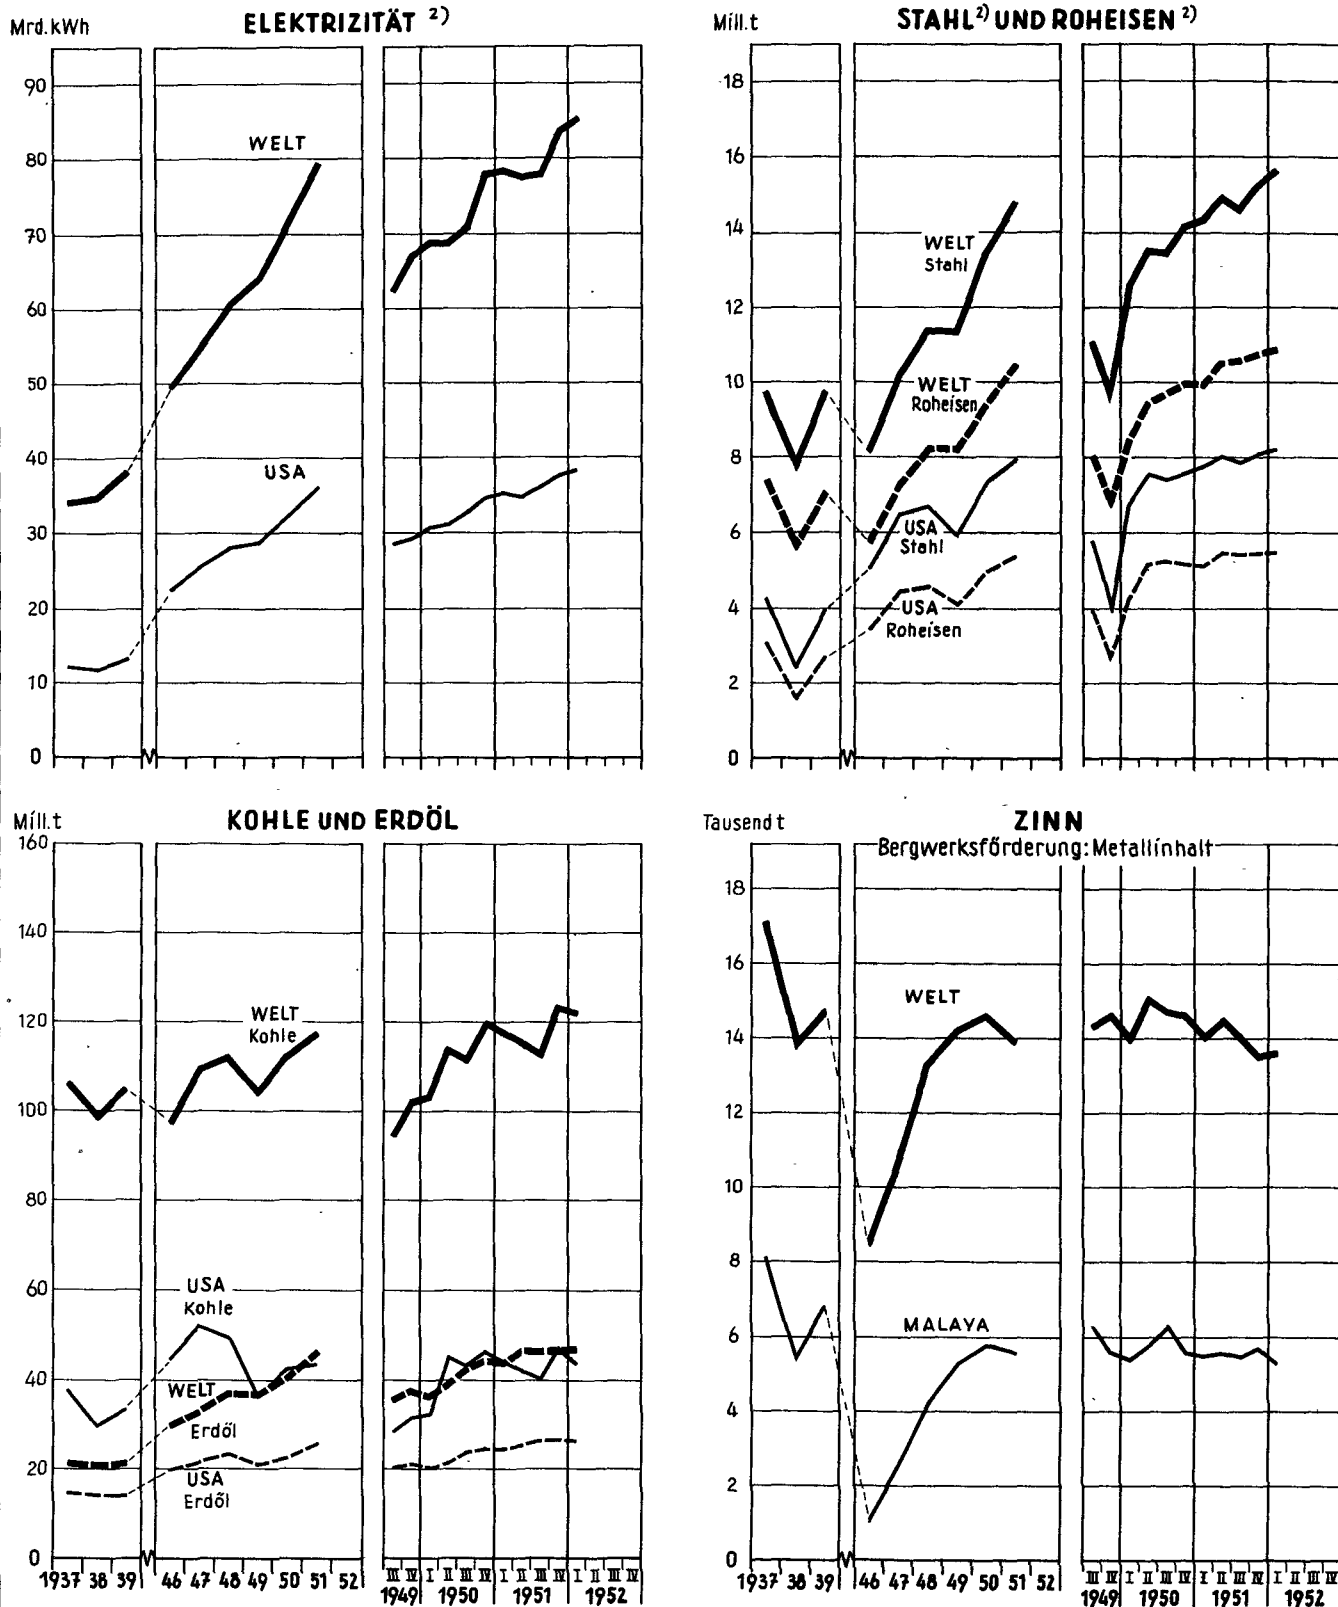 Mrd.kWh
ELEKTRIZITÄT 2)
90
80
70
60
50
40
30
20
10
0
WELT
USA
Mill.t
STAHL 2) UND ROHEISEN 2)
18
16
14
12
10
8
6
4
2
0
WELT
Stahl
WELT
Roheisen
USA
Stahl
USA
Roheisen
Mill.t
KOHLE UND ERDÖL
160
140
120
100
80
60
40
20
0
WELT
Kohle
USA
Kohle
WELT
Erdöl
USA
Erdöl
1937 38 39 46 47 48 49 50 51 52
III IV I II III IV I II III IV I II III IV
1949 1950 1951 1952
Tausend t
ZINN
Bergwerksförderung: Metallinhalt
18
16
14
12
10
8
6
4
2
0
WELT
MALAYA
1937 38 39 46 47 48 49 50 51 52
III IV I II III IV I II III IV I II III IV
1949 1950 1951 1952